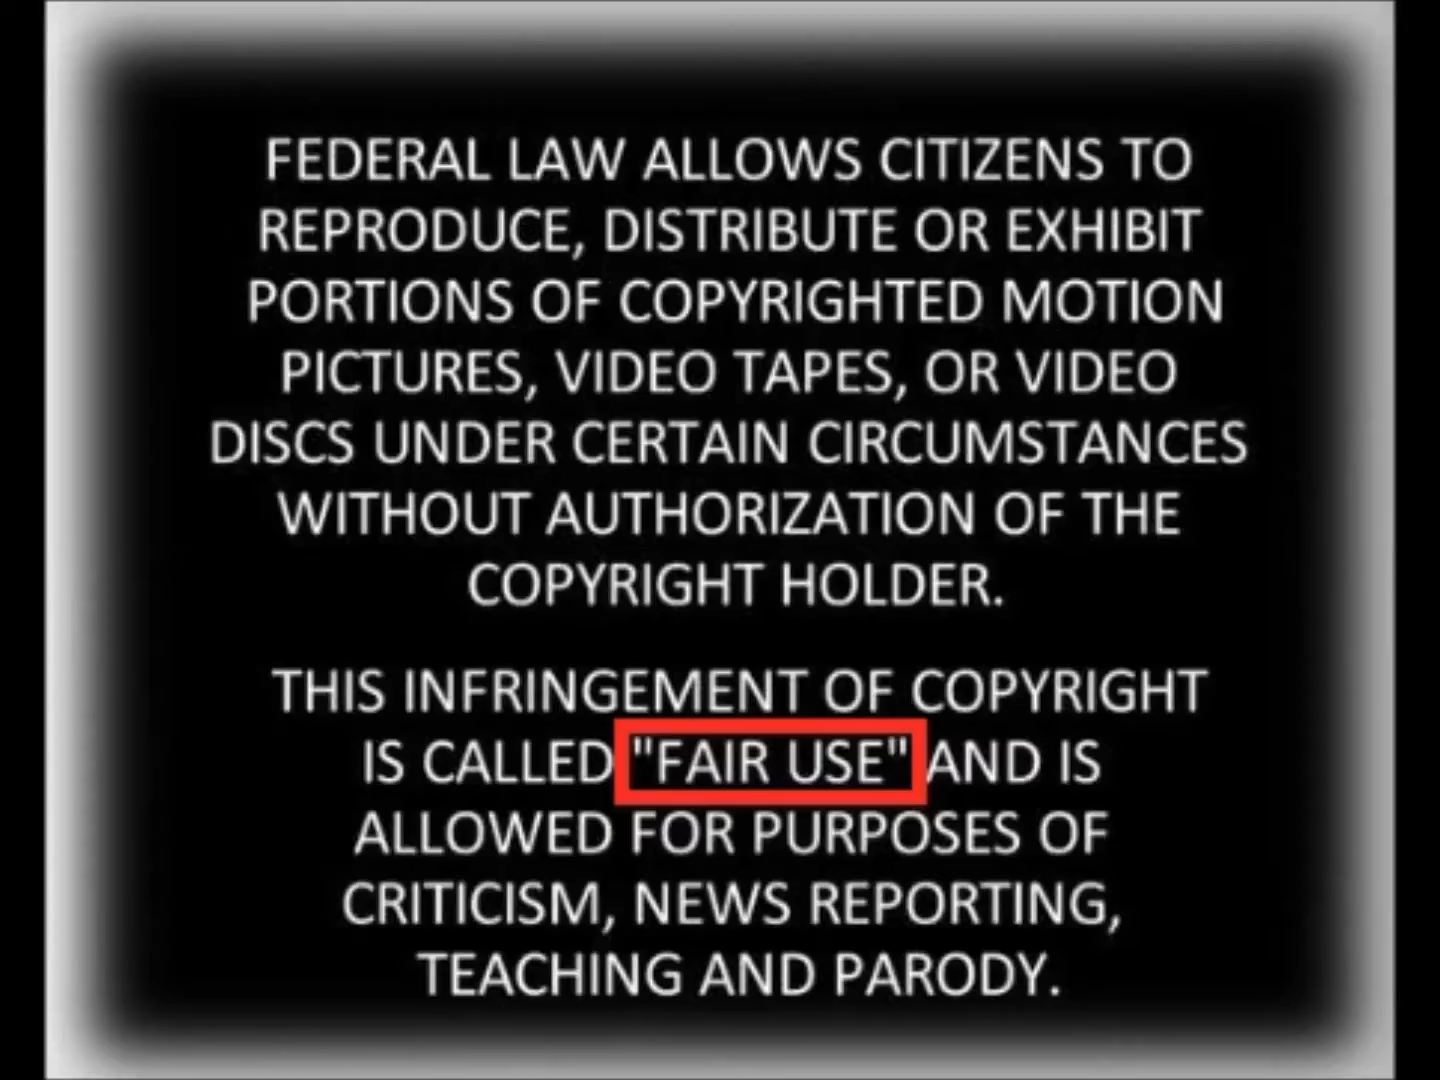 FEDERAL LAW ALLOWS CITIZENS TO
REPRODUCE, DISTRIBUTE OR EXHIBIT
PORTIONS OF COPYRIGHTED MOTION
PICTURES, VIDEO TAPES, OR VIDEO
DISCS UNDER CERTAIN CIRCUMSTANCES
WITHOUT AUTHORIZATION OF THE
COPYRIGHT HOLDER.
THIS INFRINGEMENT OF COPYRIGHT
IS CALLED "FAIR USE" AND IS
ALLOWED FOR PURPOSES OF
CRITICISM, NEWS REPORTING,
TEACHING AND PARODY.